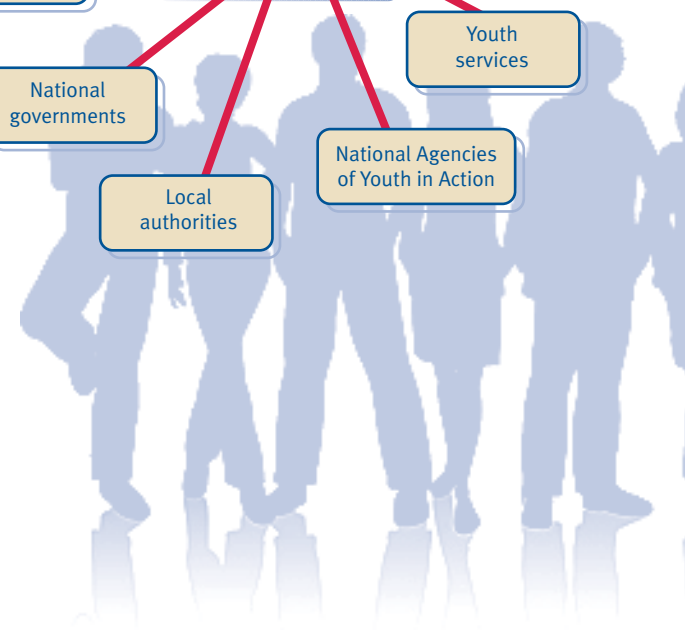 Youth
services
National
governments
National Agencies
of Youth in Action
Local
authorities